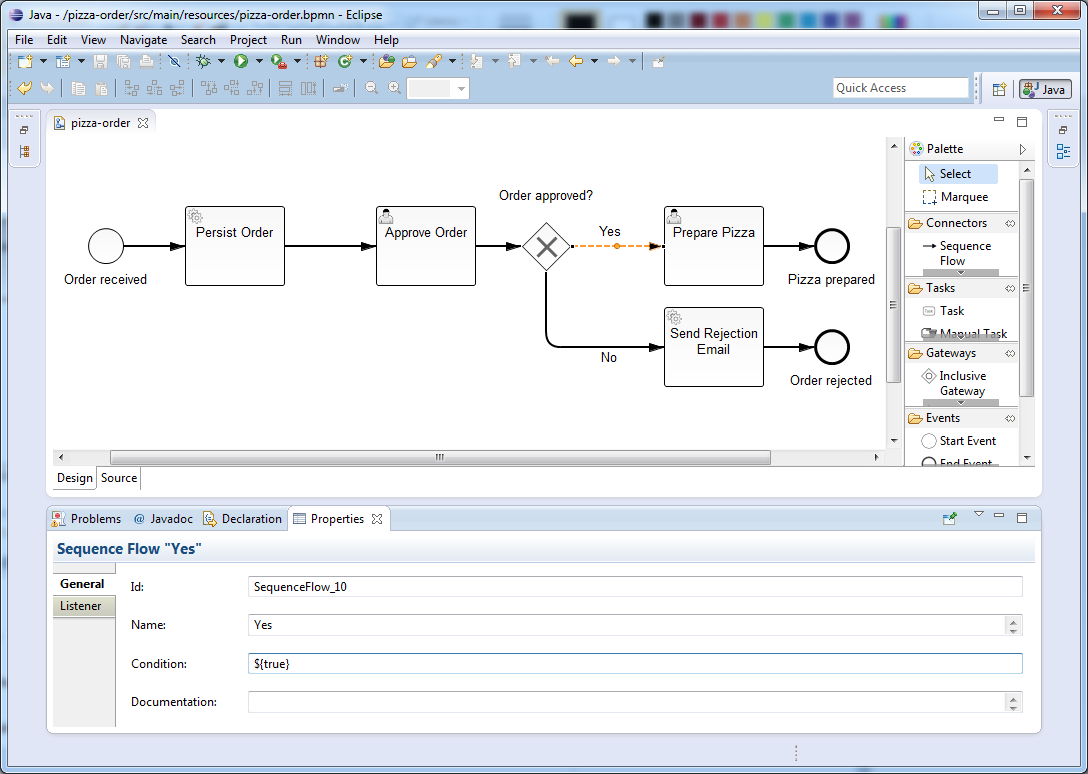 Java - /pizza-order/src/main/resources/pizza-order.bpmn - Eclipse
File Edit View Navigate Search Project Run Window Help
Quick Access
Java
pizza-order
Palette
Select
Marquee
Connectors
Sequence
Flow
Tasks
Task
Manual Task
Gateways
Inclusive
Gateway
Events
Start Event
End Event
Order approved?
Persist Order
Approve Order
Yes
Prepare Pizza
Order received
Pizza prepared
Send Rejection
Email
No
Order rejected
Design Source
Problems @ Javadoc Declaration Properties
Sequence Flow "Yes"
General
Listener
Id: SequenceFlow_10
Name: Yes
Condition: ${true}
Documentation: